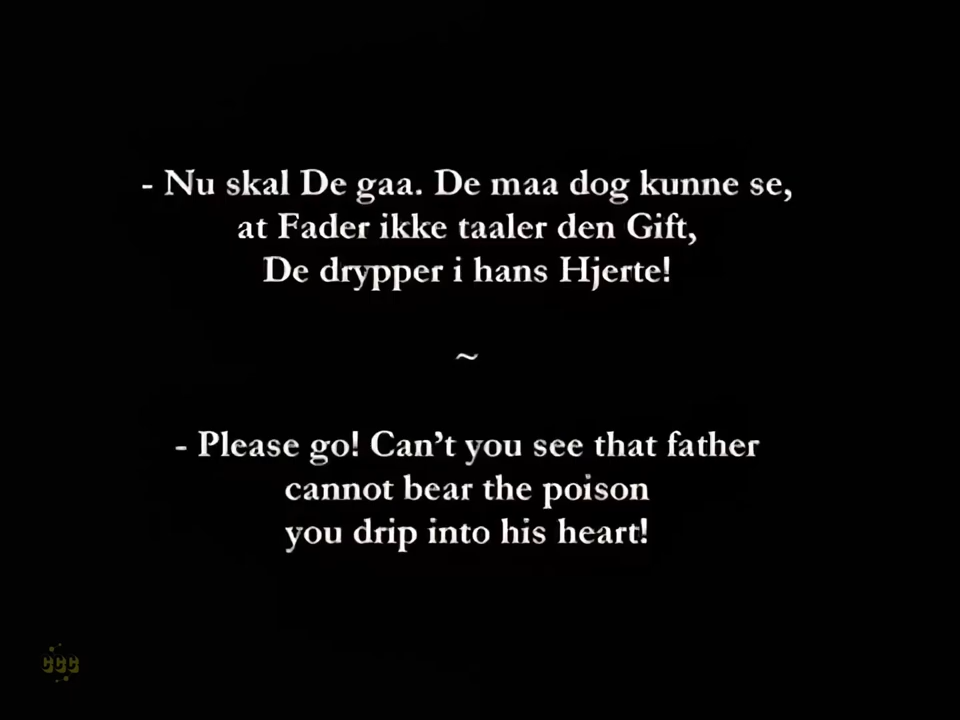 - Nu skal De gaa. De maa dog kunne se,
at Fader ikke taaler den Gift,
De drypper i hans Hjerte!
~
- Please go! Can't you see that father
cannot bear the poison
you drip into his heart!
CCC